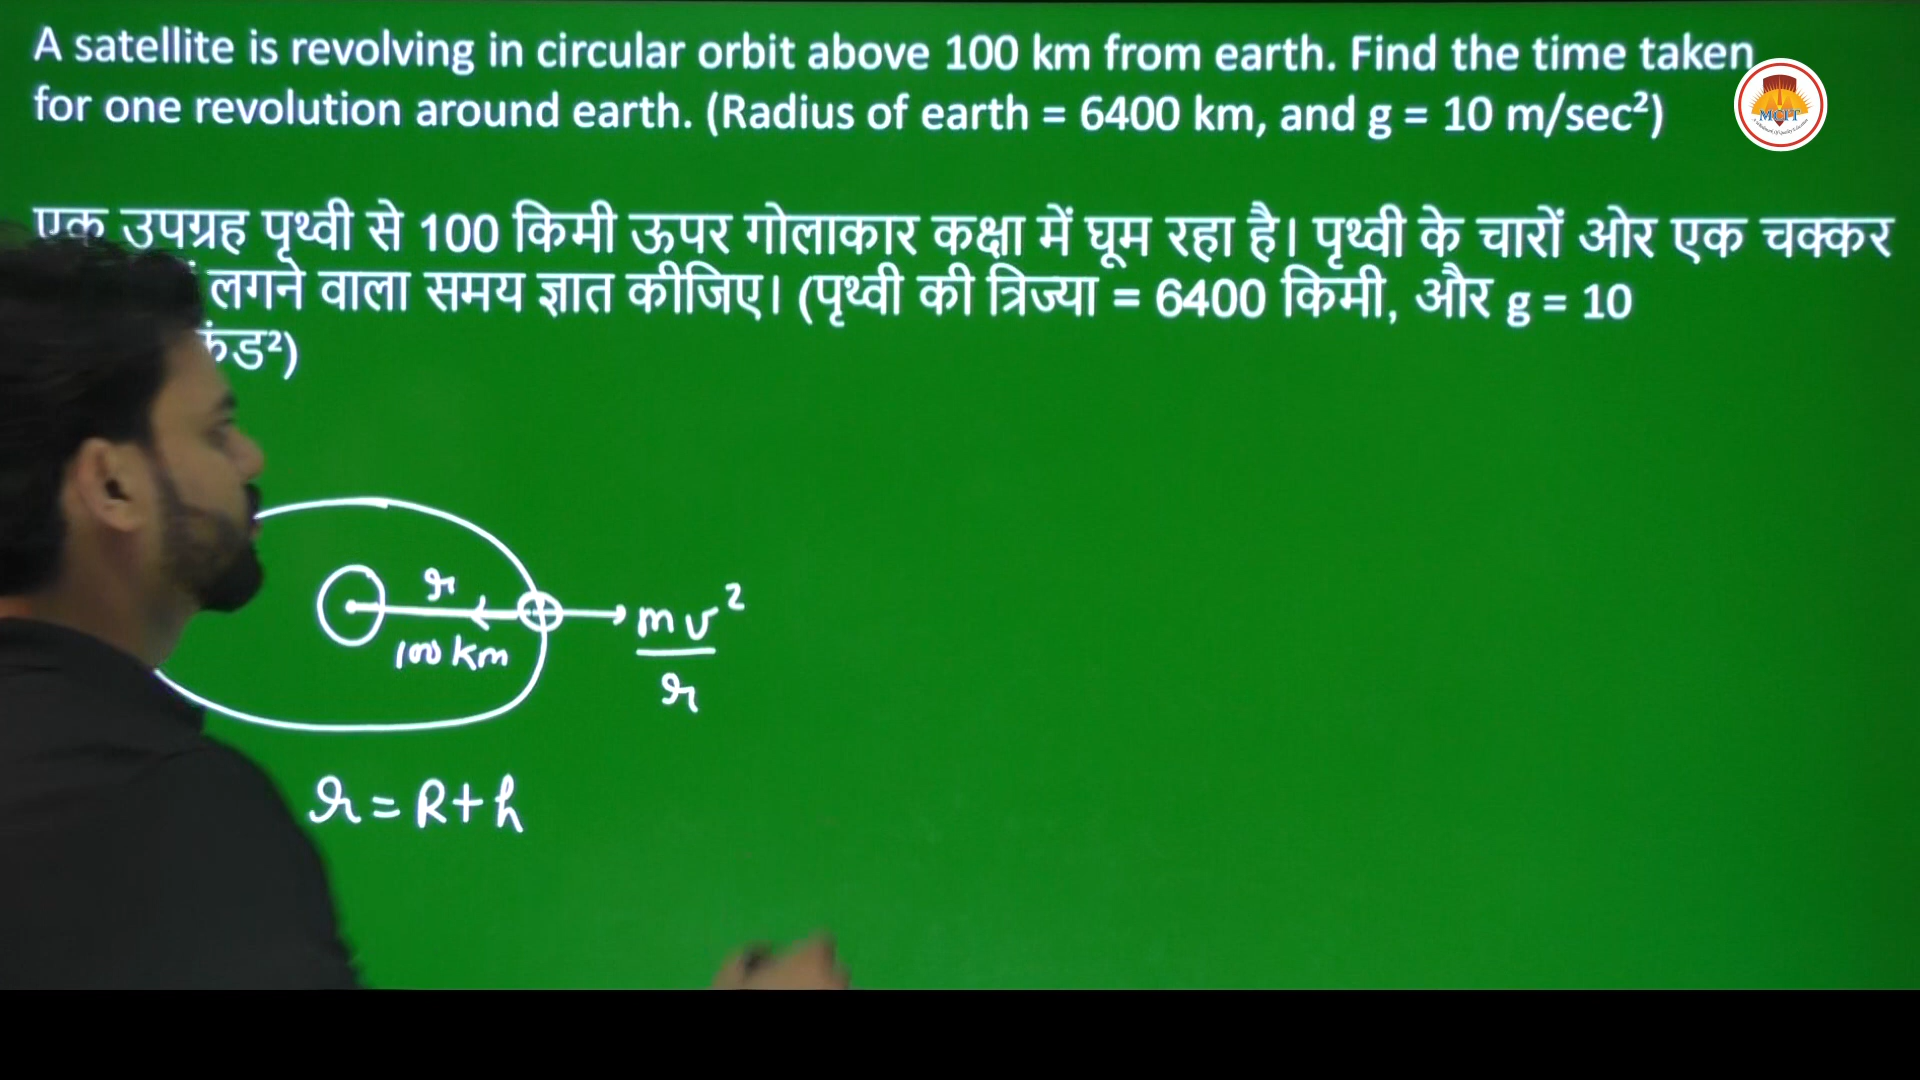 A satellite is revolving in circular orbit above 100 km from earth. Find the time taken
for one revolution around earth. (Radius of earth = 6400 km, and g = 10 m/sec²)
MCIT
एक उपग्रह पृथ्वी से 100 किमी ऊपर गोलाकार कक्षा में घूम रहा है। पृथ्वी के चारों ओर एक चक्कर
लगने वाला समय ज्ञात कीजिए। (पृथ्वी की त्रिज्या = 6400 किमी, और g = 10
कंड²)
r
100 km
mv²
r
r = R + h